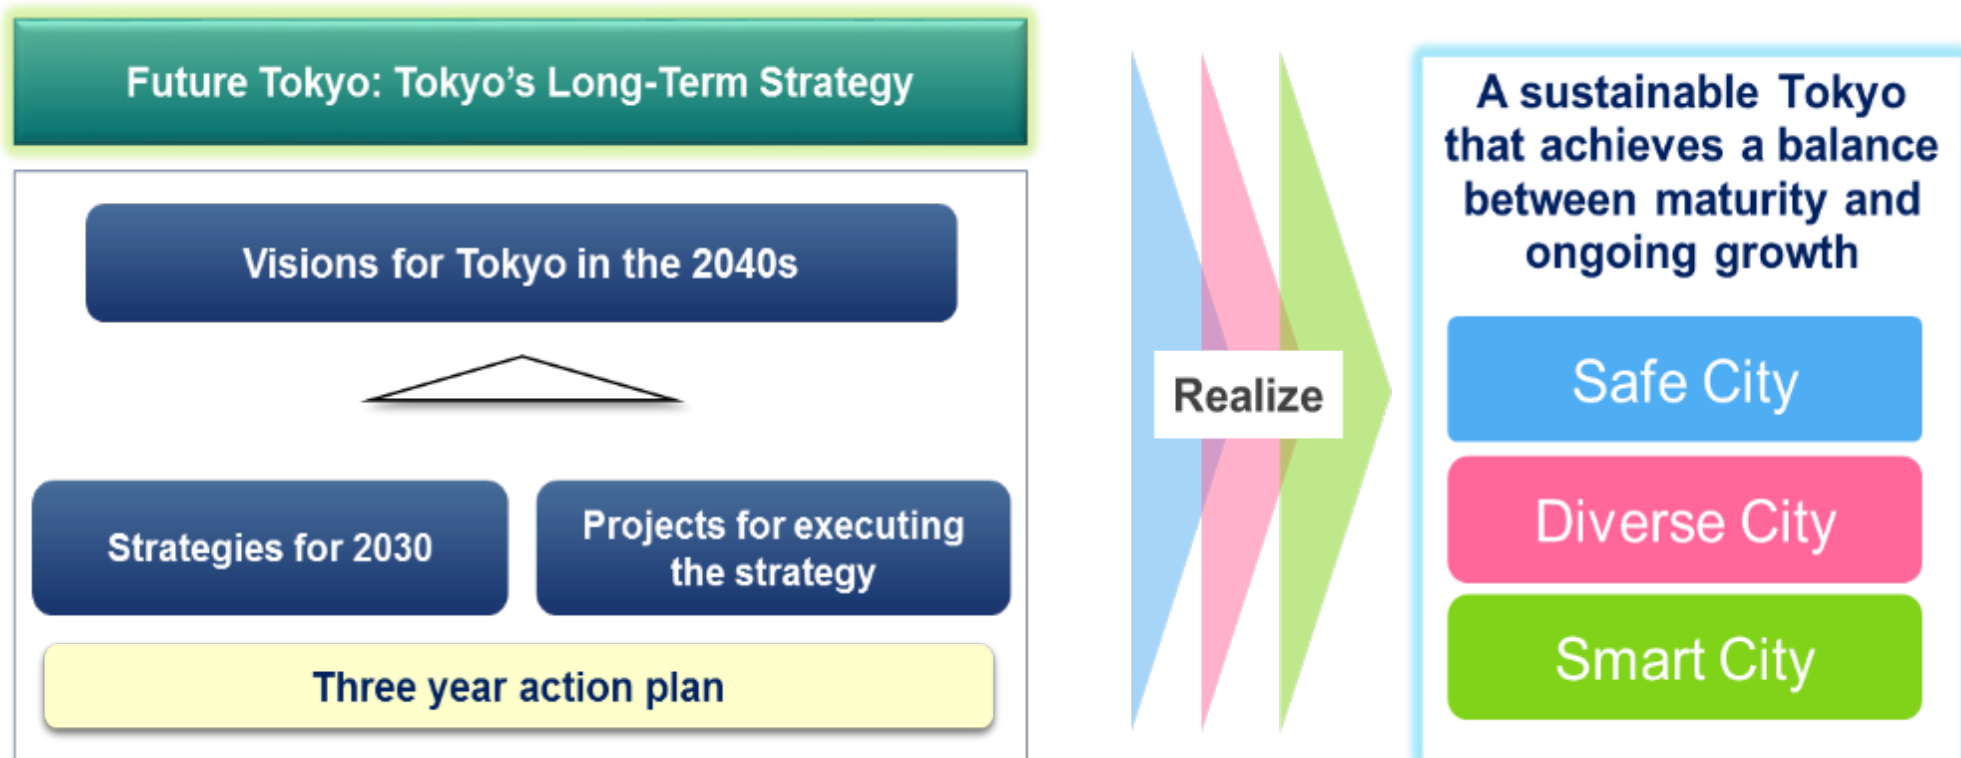 Future Tokyo: Tokyo’s Long-Term Strategy
Visions for Tokyo in the 2040s
Strategies for 2030
Projects for executing
the strategy
Three year action plan
Realize
A sustainable Tokyo
that achieves a balance
between maturity and
ongoing growth
Safe City
Diverse City
Smart City